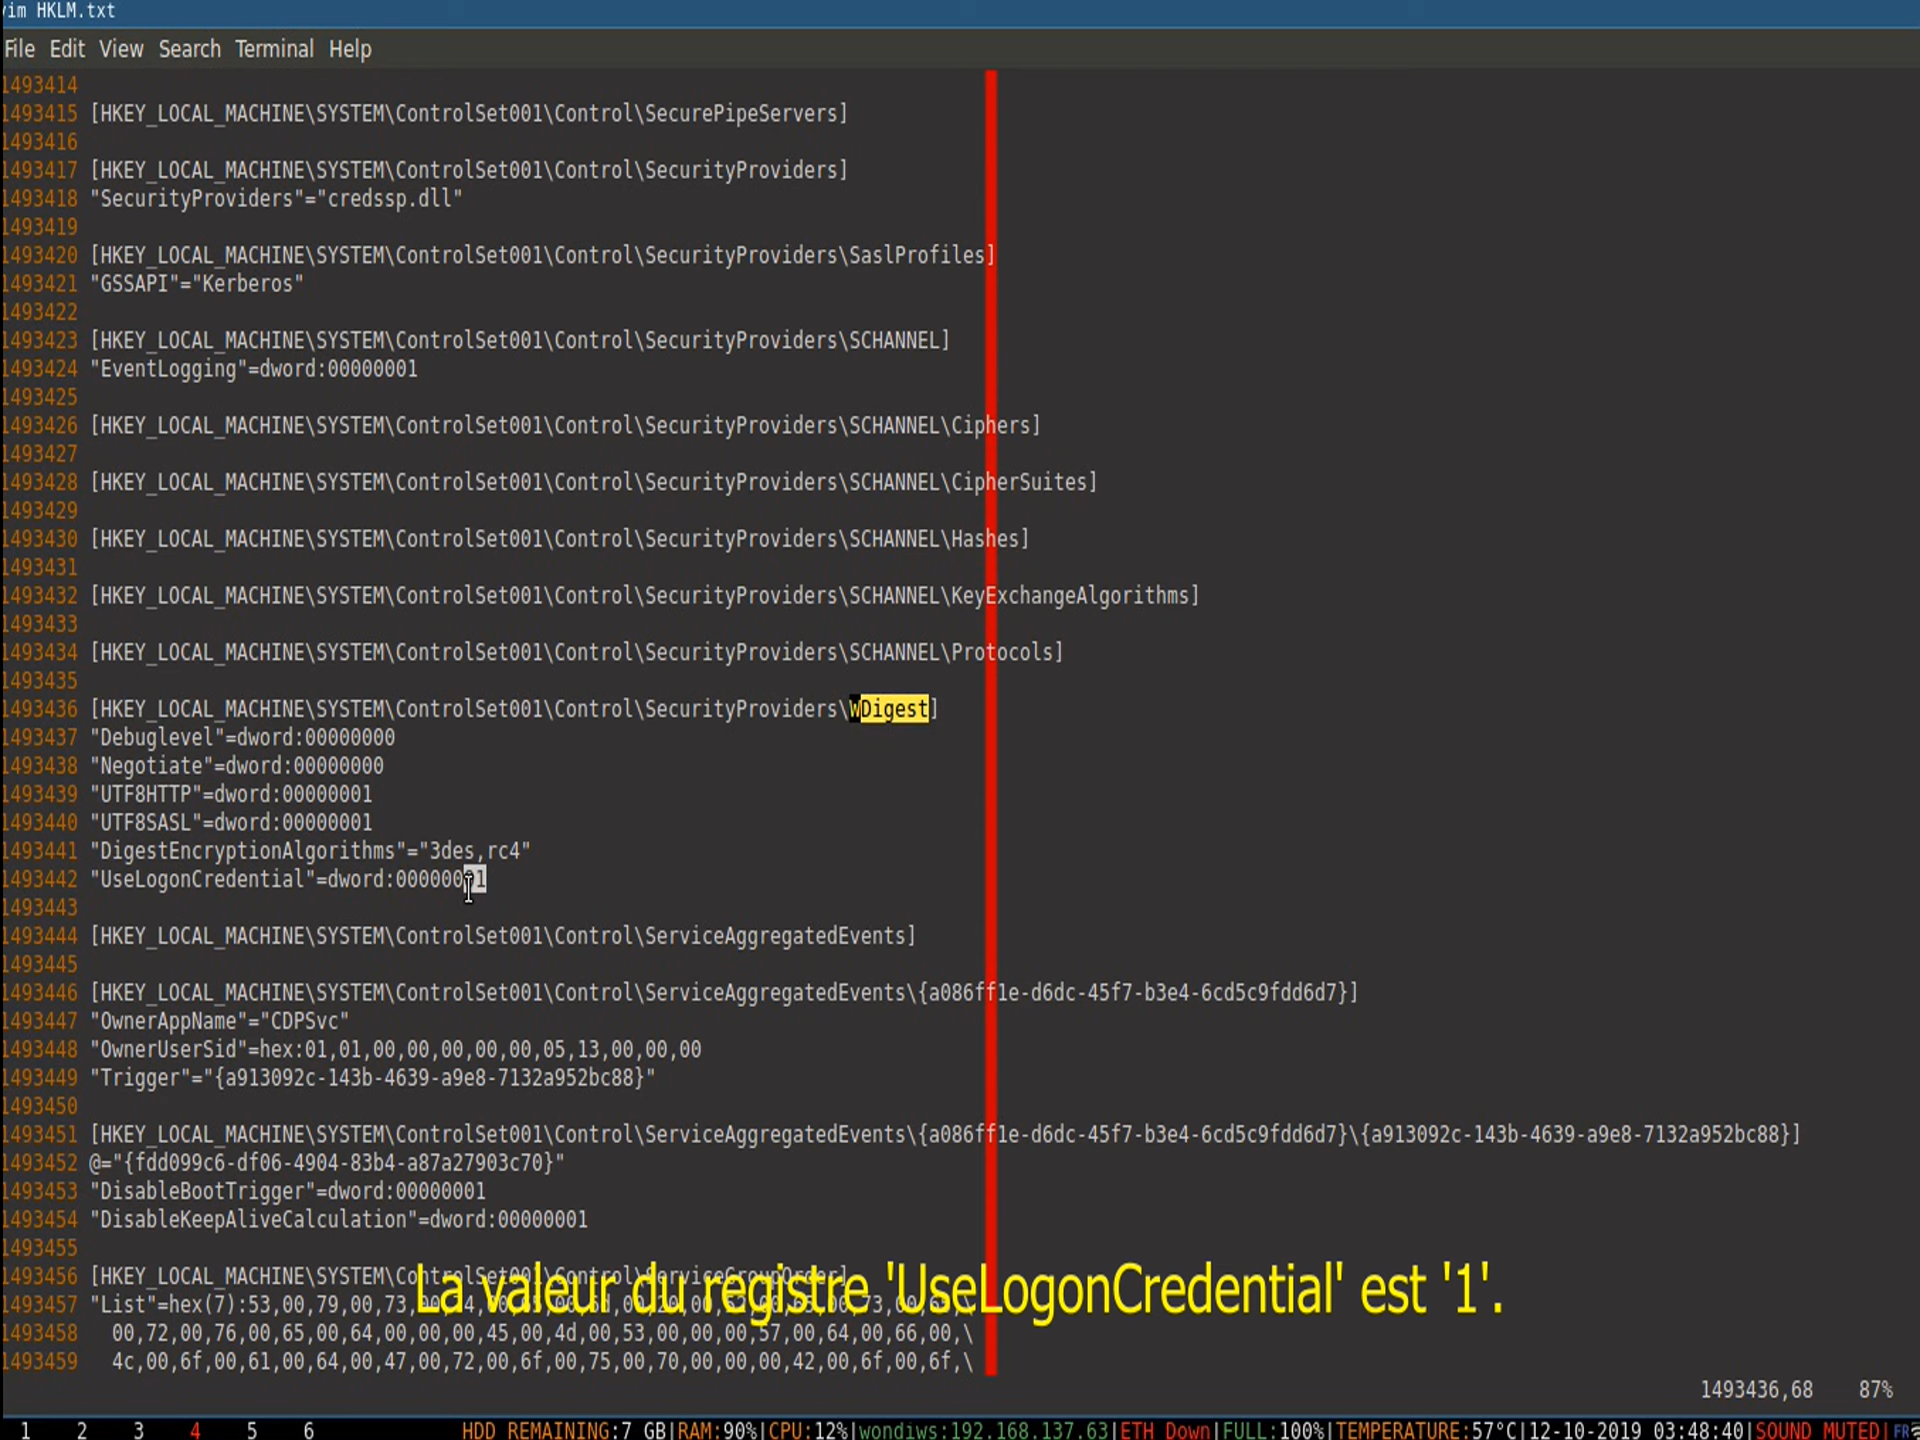 vim HKLM.txt
File Edit View Search Terminal Help
1493414
1493415 [HKEY_LOCAL_MACHINE\SYSTEM\ControlSet001\Control\SecurePipeServers]
1493416
1493417 [HKEY_LOCAL_MACHINE\SYSTEM\ControlSet001\Control\SecurityProviders]
1493418 "SecurityProviders"="credssp.dll"
1493419
1493420 [HKEY_LOCAL_MACHINE\SYSTEM\ControlSet001\Control\SecurityProviders\SaslProfiles]
1493421 "GSSAPI"="Kerberos"
1493422
1493423 [HKEY_LOCAL_MACHINE\SYSTEM\ControlSet001\Control\SecurityProviders\SCHANNEL]
1493424 "EventLogging"=dword:00000001
1493425
1493426 [HKEY_LOCAL_MACHINE\SYSTEM\ControlSet001\Control\SecurityProviders\SCHANNEL\Ciphers]
1493427
1493428 [HKEY_LOCAL_MACHINE\SYSTEM\ControlSet001\Control\SecurityProviders\SCHANNEL\CipherSuites]
1493429
1493430 [HKEY_LOCAL_MACHINE\SYSTEM\ControlSet001\Control\SecurityProviders\SCHANNEL\Hashes]
1493431
1493432 [HKEY_LOCAL_MACHINE\SYSTEM\ControlSet001\Control\SecurityProviders\SCHANNEL\KeyExchangeAlgorithms]
1493433
1493434 [HKEY_LOCAL_MACHINE\SYSTEM\ControlSet001\Control\SecurityProviders\SCHANNEL\Protocols]
1493435
1493436 [HKEY_LOCAL_MACHINE\SYSTEM\ControlSet001\Control\SecurityProviders\WDigest]
1493437 "Debuglevel"=dword:00000000
1493438 "Negotiate"=dword:00000000
1493439 "UTF8HTTP"=dword:00000001
1493440 "UTF8SASL"=dword:00000001
1493441 "DigestEncryptionAlgorithms"="3des,rc4"
1493442 "UseLogonCredential"=dword:00000001
1493443
1493444 [HKEY_LOCAL_MACHINE\SYSTEM\ControlSet001\Control\ServiceAggregatedEvents]
1493445
1493446 [HKEY_LOCAL_MACHINE\SYSTEM\ControlSet001\Control\ServiceAggregatedEvents\{a086ff1e-d6dc-45f7-b3e4-6cd5c9fdd6d7}]
1493447 "OwnerAppName"="CDPSvc"
1493448 "OwnerUserSid"=hex:01,01,00,00,00,00,00,05,13,00,00,00
1493449 "Trigger"="{a913092c-143b-4639-a9e8-7132a952bc88}"
1493450
1493451 [HKEY_LOCAL_MACHINE\SYSTEM\ControlSet001\Control\ServiceAggregatedEvents\{a086ff1e-d6dc-45f7-b3e4-6cd5c9fdd6d7}\{a913092c-143b-4639-a9e8-7132a952bc88}]
1493452 @="{fdd099c6-df06-4904-83b4-a87a27903c70}"
1493453 "DisableBootTrigger"=dword:00000001
1493454 "DisableKeepAliveCalculation"=dword:00000001
1493455
1493456 [HKEY_LOCAL_MACHINE\SYSTEM\ControlSet001\Control\ServiceGroupOrder]
La valeur du registre 'UseLogonCredential' est '1'.
1493457 "List"=hex(7):53,00,79,00,73,
1493458 00,72,00,76,00,65,00,64,00,00,00,45,00,4d,00,53,00,00,00,57,00,64,00,66,00,\
1493459 4c,00,6f,00,61,00,64,00,47,00,72,00,6f,00,75,00,70,00,00,00,42,00,6f,00,6f,\
1493436,68 87%
1 2 3 4 5 6 HDD REMAINING:7 GB|RAM:90%|CPU:12%|wondiws:192.168.137.63|ETH Down|FULL:100%|TEMPERATURE:57°C|12-10-2019 03:48:40|SOUND MUTED|FR